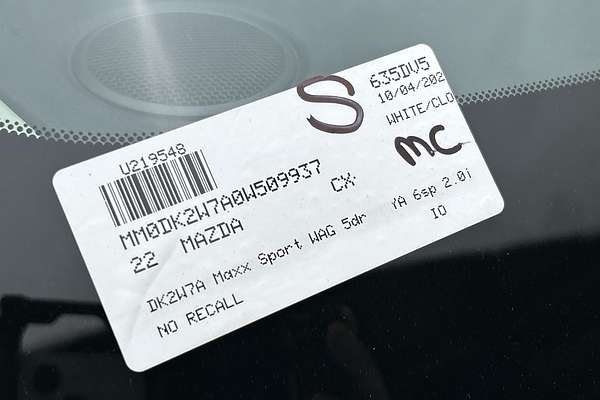 U219548
S
635DV5
10/04/202
WHITE/CLO
MM0DK2W7A0W509937
mc
22 MAZDA CX-
DK2W7A Maxx Sport WAG 5dr YA 6sp 2.0i
NO RECALL
IO